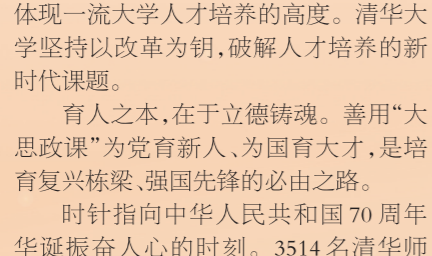 体现一流大学人才培养的高度。清华大
学坚持以改革为钥,破解人才培养的新
时代课题。
育人之本,在于立德铸魂。善用“大
思政课”为党育新人、为国育大才,是培
育复兴栋梁、强国先锋的必由之路。
时针指向中华人民共和国70周年
华诞振奋人心的时刻。3514名清华师